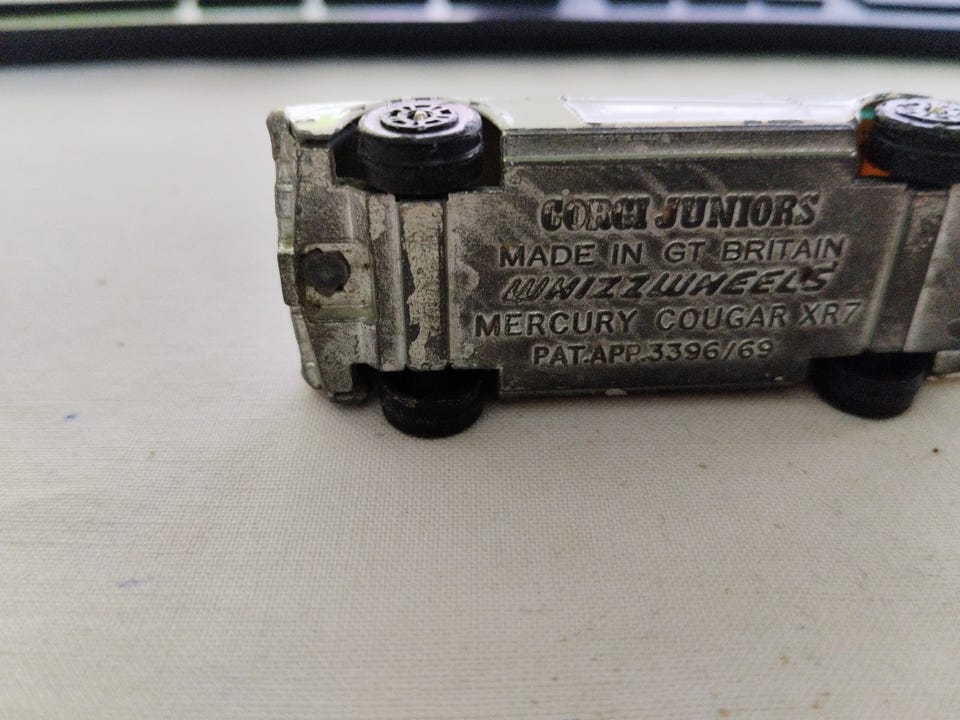 CORGI JUNIORS
MADE IN GT BRITAIN
WHIZZWHEELS
MERCURY COUGAR XR7
PAT.APP.3396/69